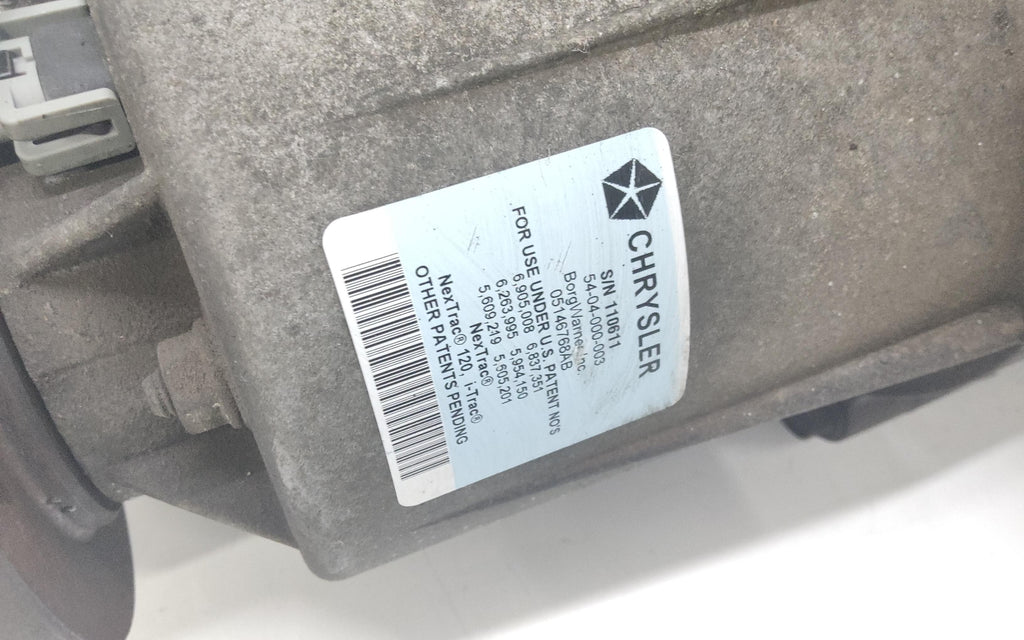 CHRYSLER
S/N 110611
54-04-000-003
BorgWarner Inc.
05146768AB
FOR USE UNDER U.S. PATENT NO'S
6,905,008 6,837,351
6,263,995 5,954,150
5,609,219 5,505,201
NexTrac®
NexTrac® 120, i-Trac®
OTHER PATENTS PENDING